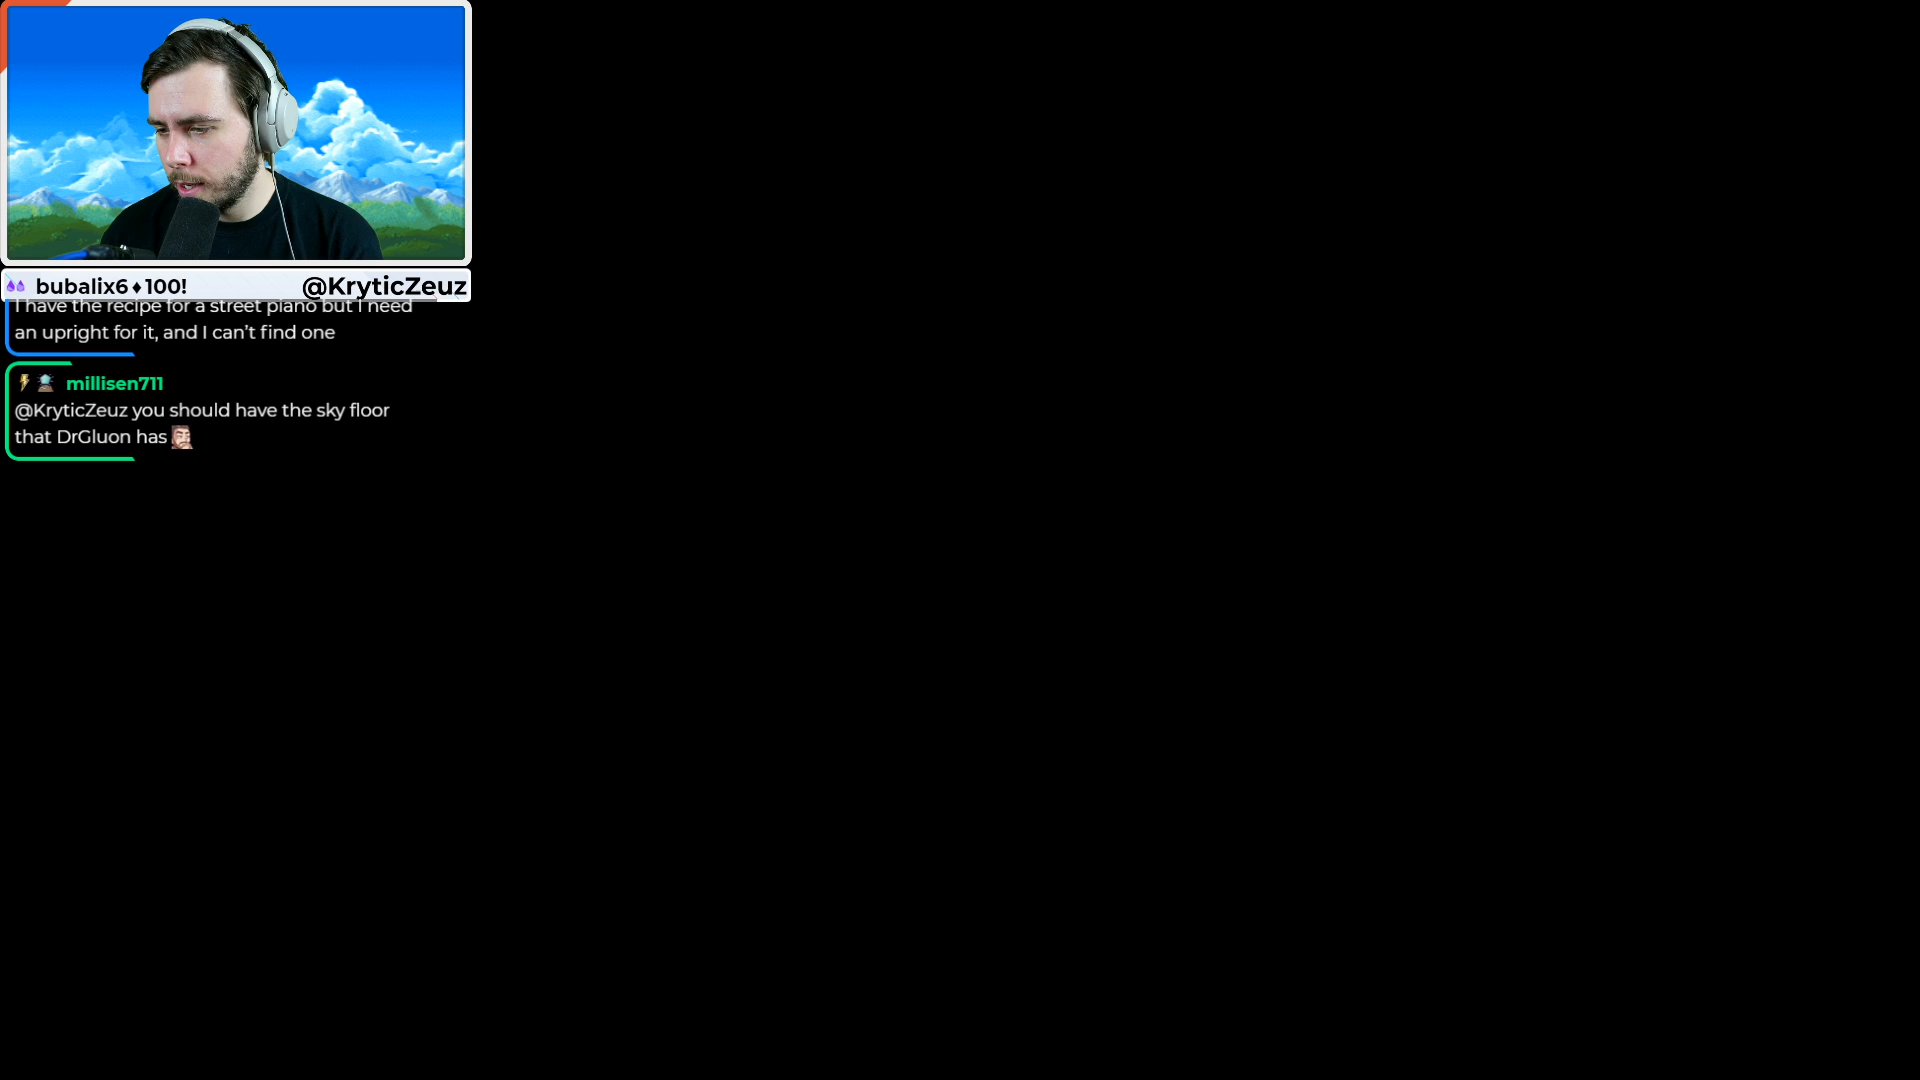 bubalix6♦100! @KryticZeuz
I have the recipe for a street piano but I need
an upright for it, and I can't find one
millisen711
@KryticZeuz you should have the sky floor
that DrGluon has